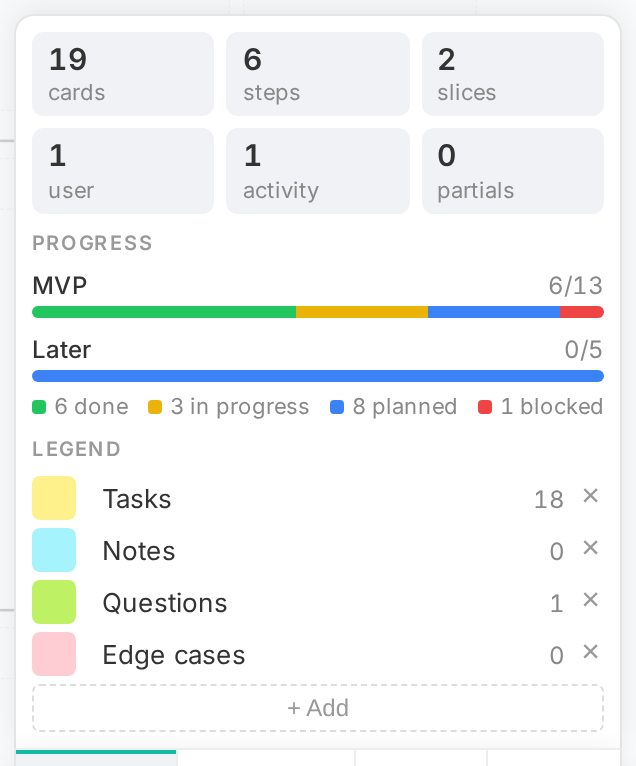 19 6 2
cards steps slices
1 1 0
user activity partials
PROGRESS
MVP 6/13
Later 0/5
6 done 3 in progress 8 planned 1 blocked
LEGEND
Tasks 18 ×
Notes 0 ×
Questions 1 ×
Edge cases 0 ×
+ Add